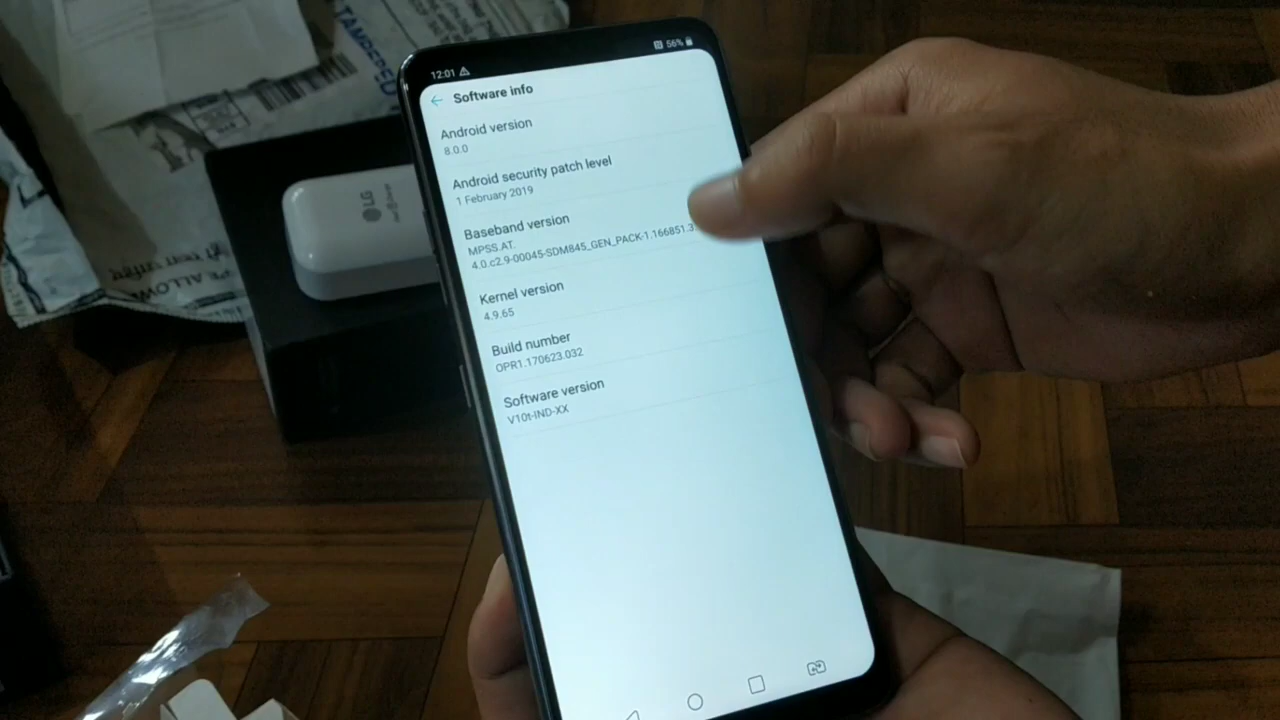 TAMPERED
12:01
56%
Software info
Android version
8.0.0
Android security patch level
1 February 2019
Baseband version
MPSS.AT.
4.0.c2.9-00045-SDM845_GEN_PACK-1.166851.3
Kernel version
4.9.65
Build number
OPR1.170623.032
Software version
V10t-IND-XX
LG